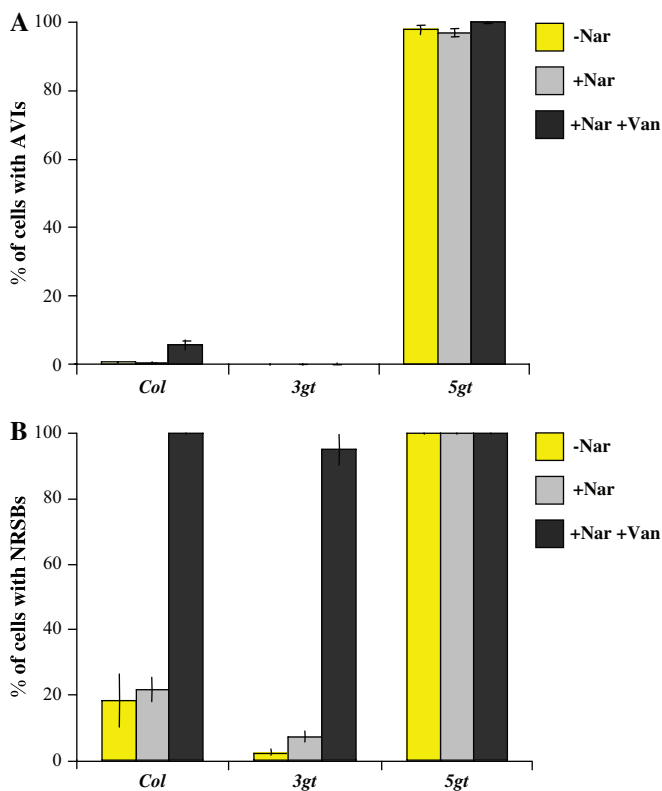 A
100
80
60
40
20
0
% of cells with AVIs
Col
3gt
5gt
-Nar
+Nar
+Nar +Van
B
100
80
60
40
20
0
% of cells with NRSBs
Col
3gt
5gt
-Nar
+Nar
+Nar +Van